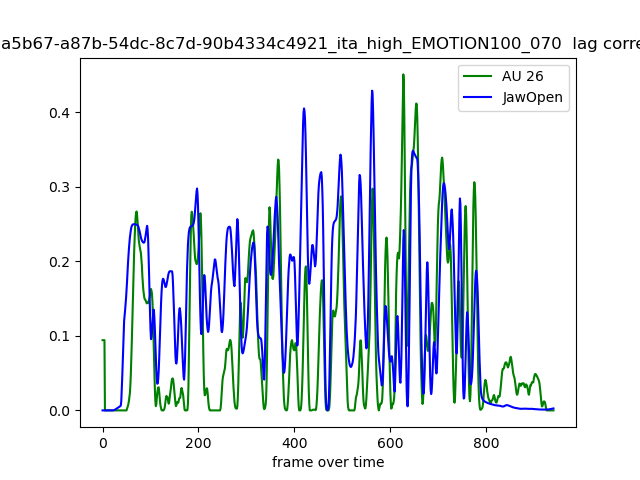 a5b67-a87b-54dc-8c7d-90b4334c4921_ita_high_EMOTION100_070 lag corre
AU 26
JawOpen
0.4
0.3
0.2
0.1
0.0
0 200 400 600 800
frame over time